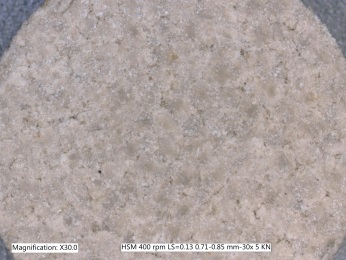 Magnification: X30.0
HSM 400 rpm LS=0.13 0.71-0.85 mm-30x 5 KN